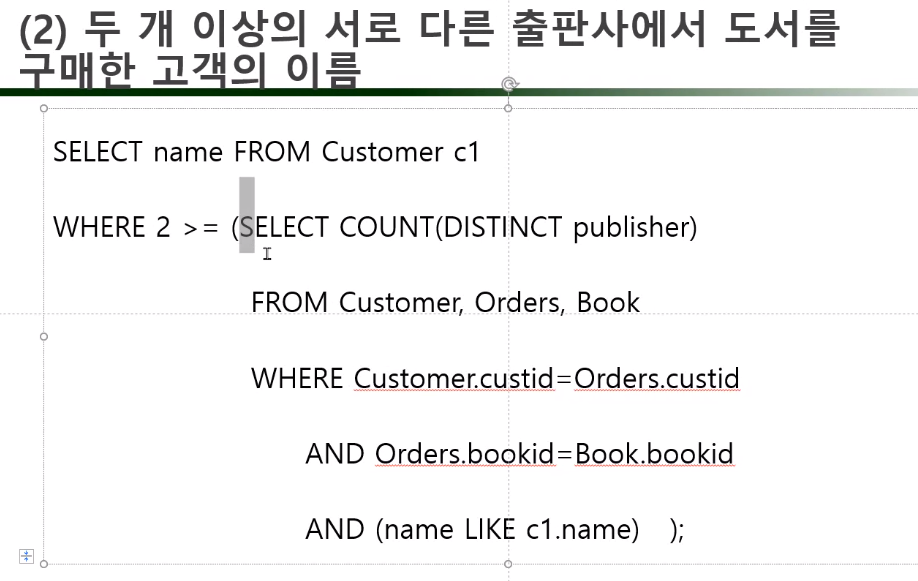 (2) 두 개 이상의 서로 다른 출판사에서 도서를
구매한 고객의 이름
SELECT name FROM Customer c1
WHERE 2 >= (SELECT COUNT(DISTINCT publisher)
FROM Customer, Orders, Book
WHERE Customer.custid=Orders.custid
AND Orders.bookid=Book.bookid
AND (name LIKE c1.name) );